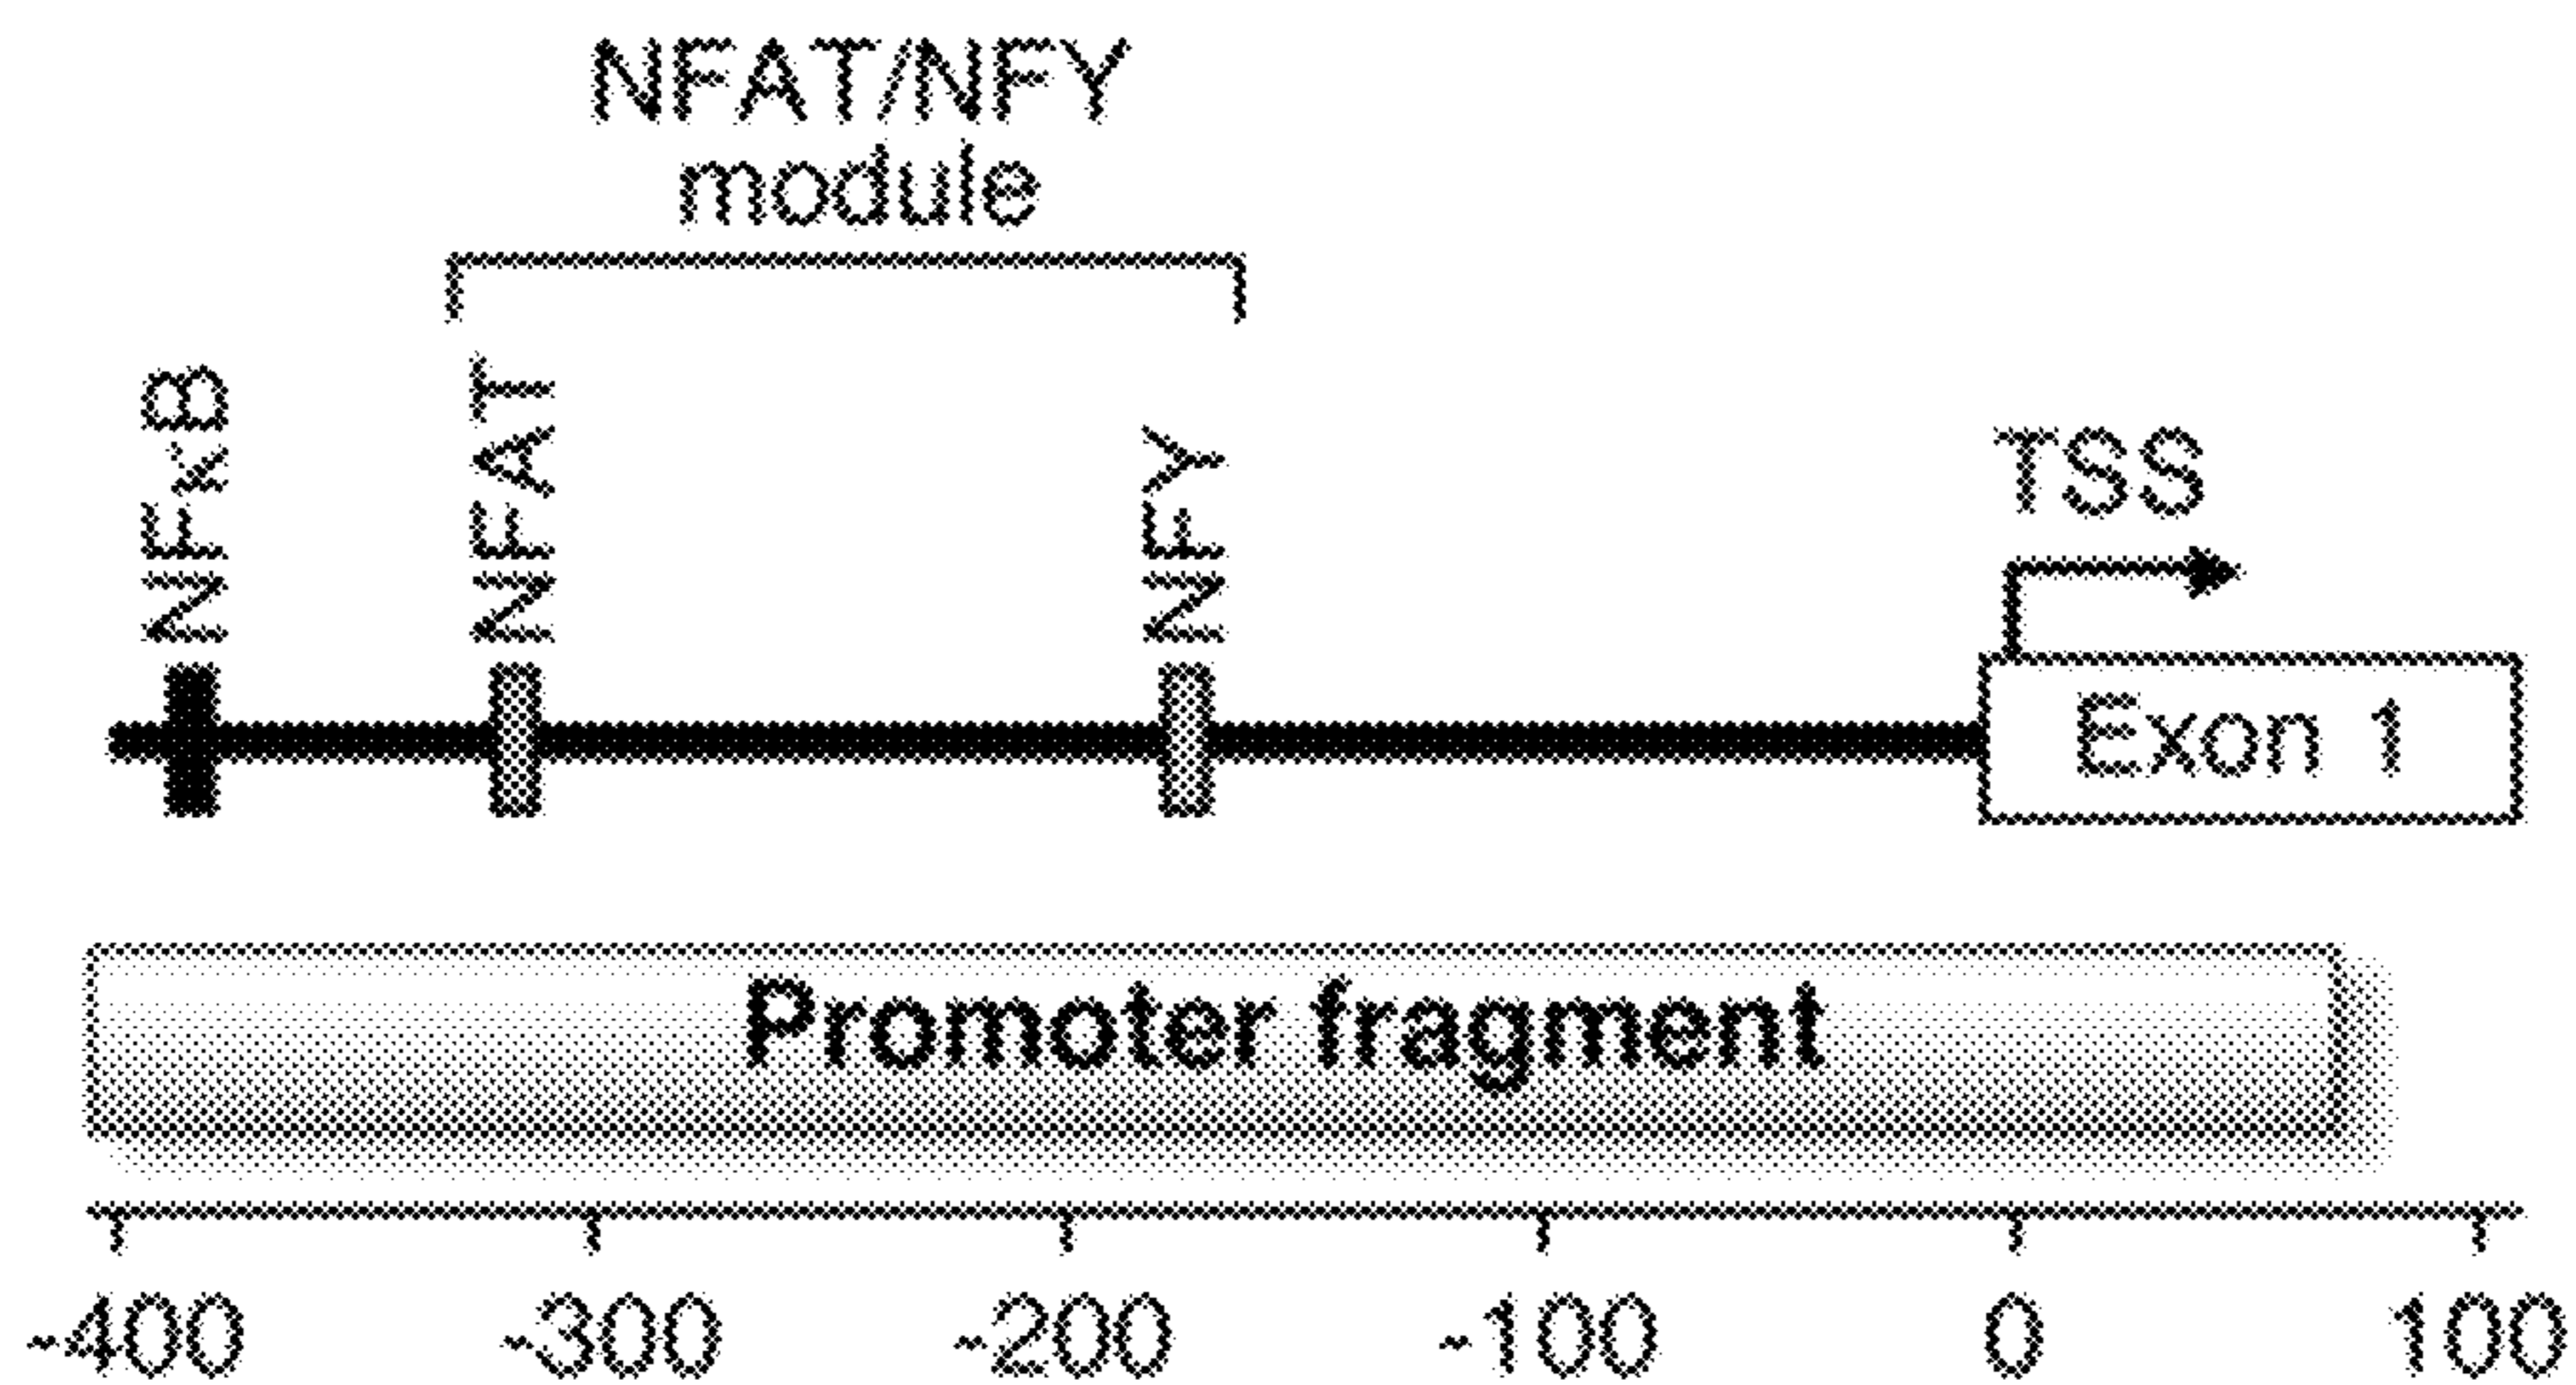 NFAT/NFY
module
NFκB
NFAT
NFY
TSS
Exon 1
Promoter fragment
-400
-300
-200
-100
0
100